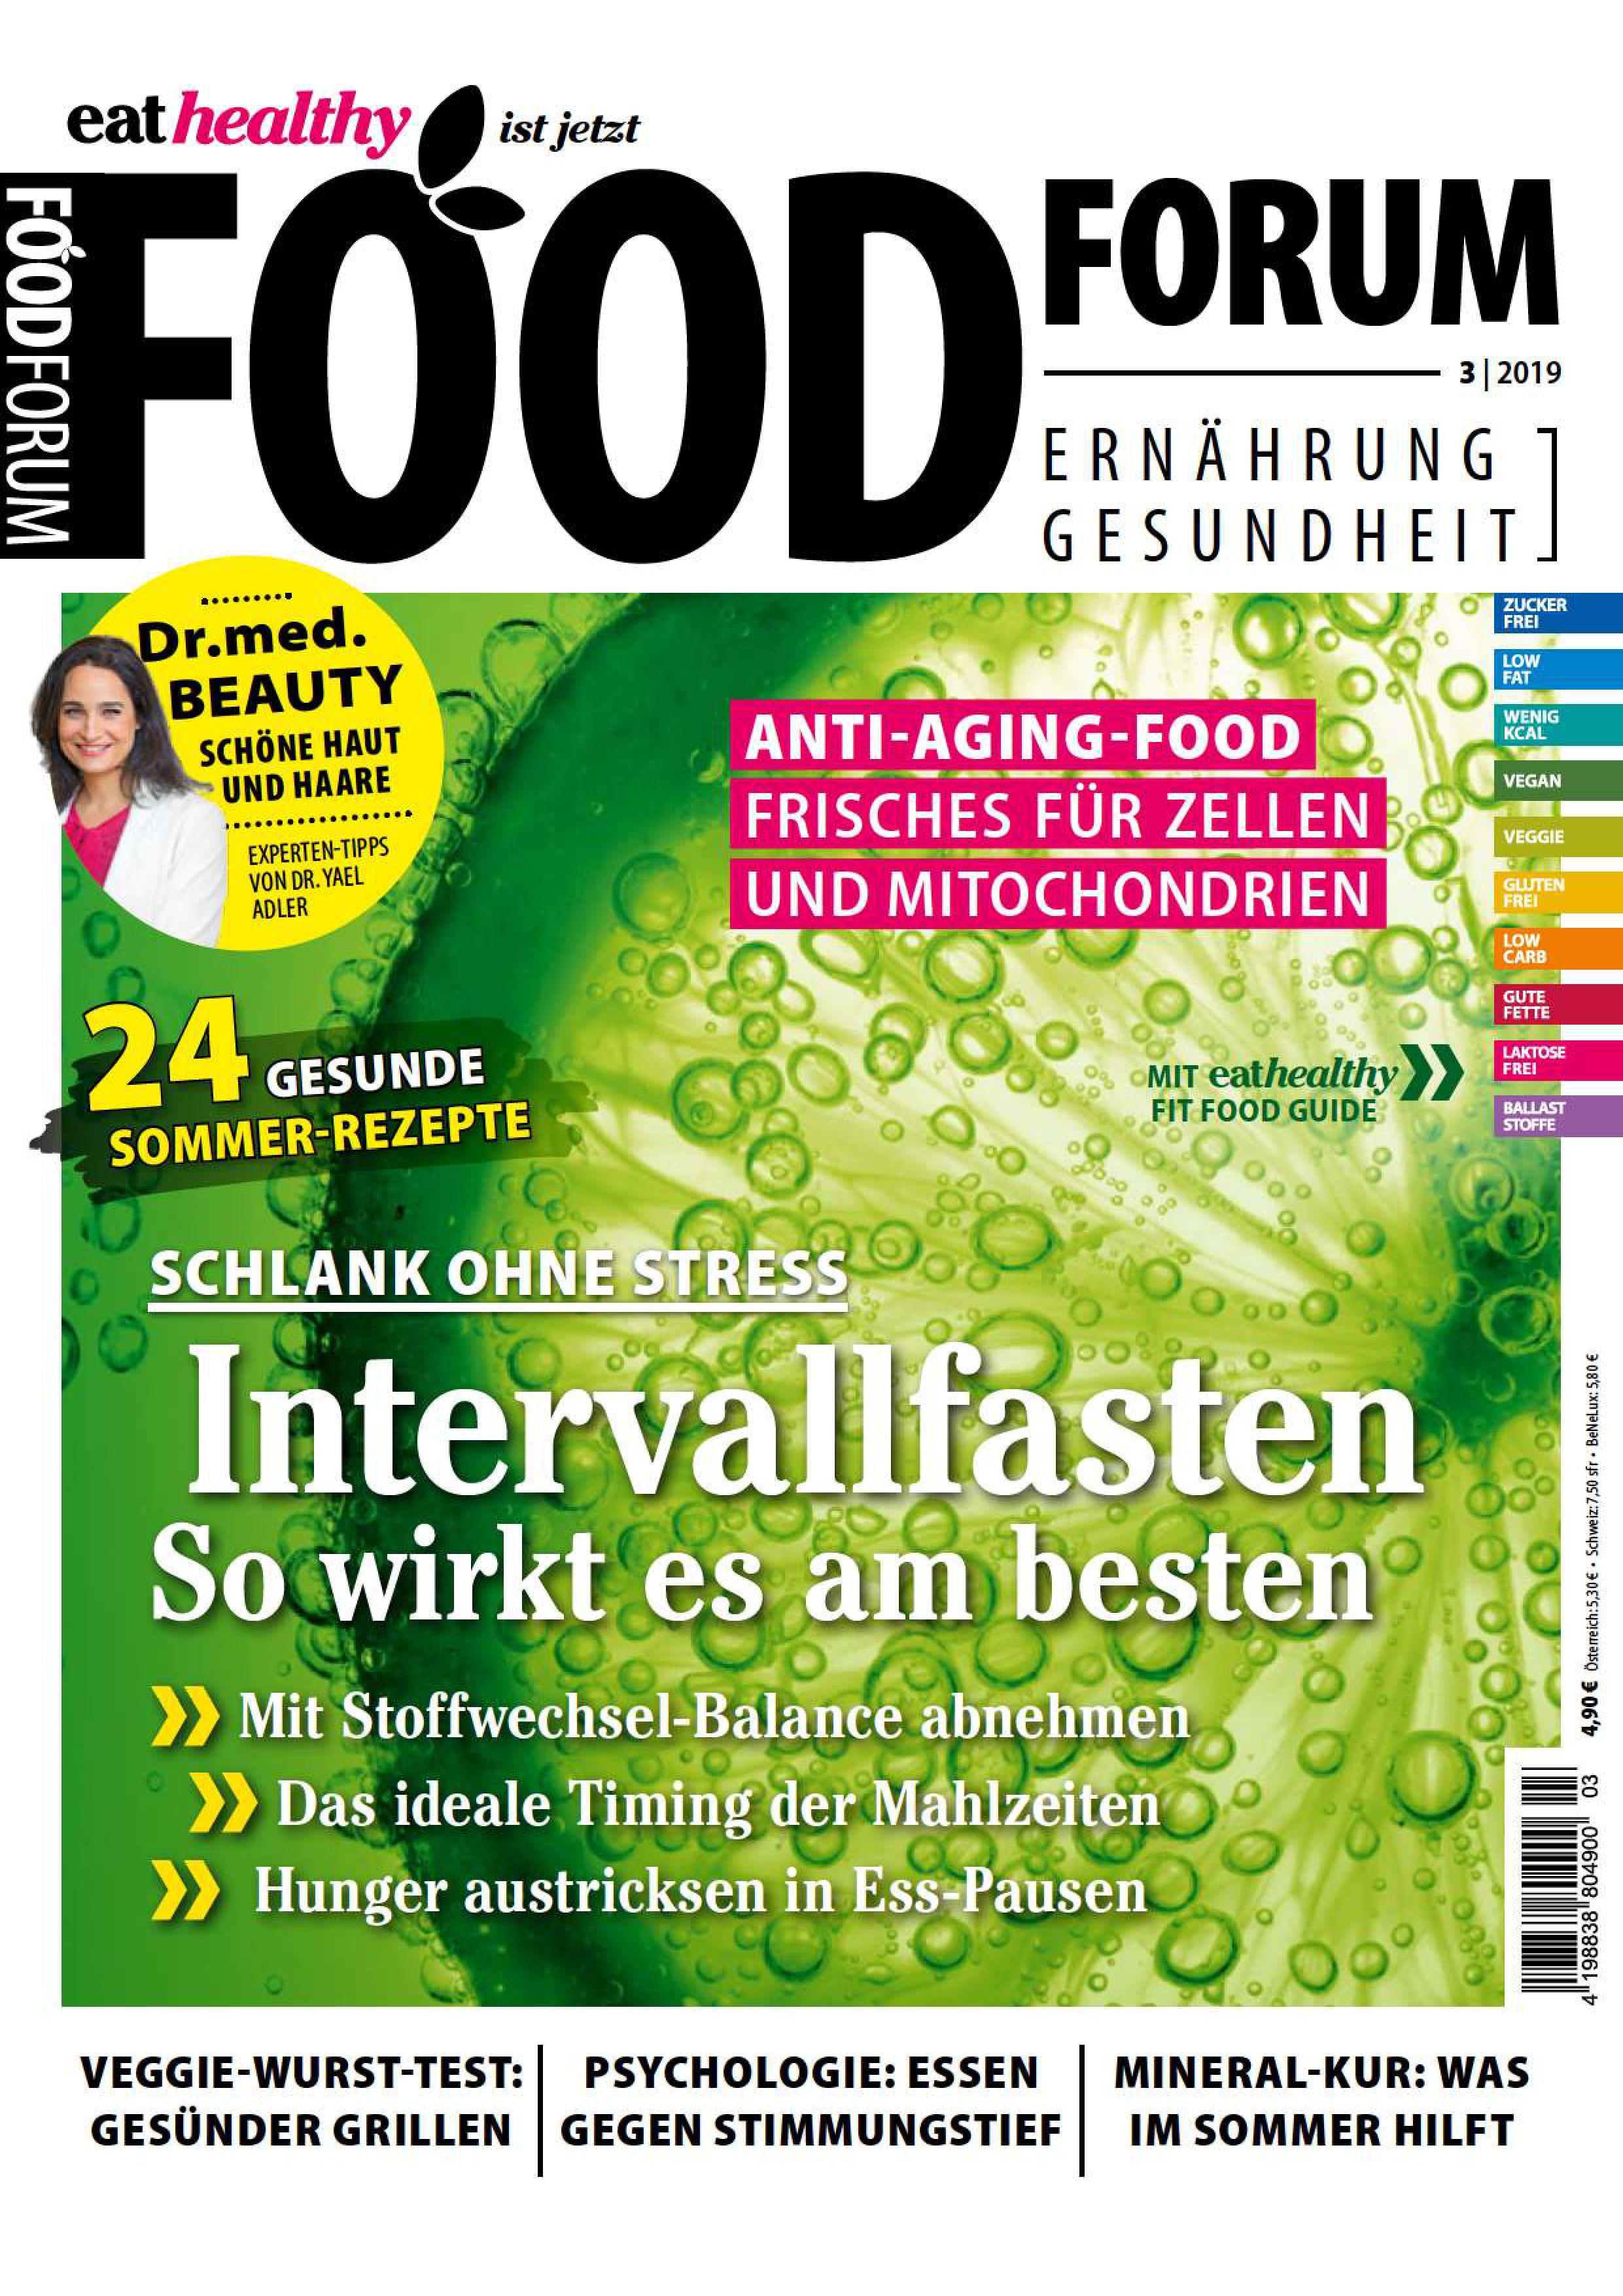 eat healthy ist jetzt
FOOD FORUM
FOODFORUM
3 | 2019
ERNÄHRUNG
GESUNDHEIT
Dr.med.
BEAUTY
SCHÖNE HAUT
UND HAARE
EXPERTEN-TIPPS
VON DR. YAEL
ADLER
ANTI-AGING-FOOD
FRISCHES FÜR ZELLEN
UND MITOCHONDRIEN
ZUCKER
FREI
LOW
FAT
WENIG
KCAL
VEGAN
VEGGIE
GLUTEN
FREI
LOW
CARB
GUTE
FETTE
LAKTOSE
FREI
BALLAST
STOFFE
24 GESUNDE
SOMMER-REZEPTE
MIT eathealthy
FIT FOOD GUIDE
SCHLANK OHNE STRESS
Intervallfasten
So wirkt es am besten
Mit Stoffwechsel-Balance abnehmen
Das ideale Timing der Mahlzeiten
Hunger austricksen in Ess-Pausen
4,90 € Österreich: 5,30 € • Schweiz: 7,50 sfr • BeNeLux: 5,80 €
4 198838 804900 03
VEGGIE-WURST-TEST:
GESÜNDER GRILLEN
PSYCHOLOGIE: ESSEN
GEGEN STIMMUNGSTIEF
MINERAL-KUR: WAS
IM SOMMER HILFT